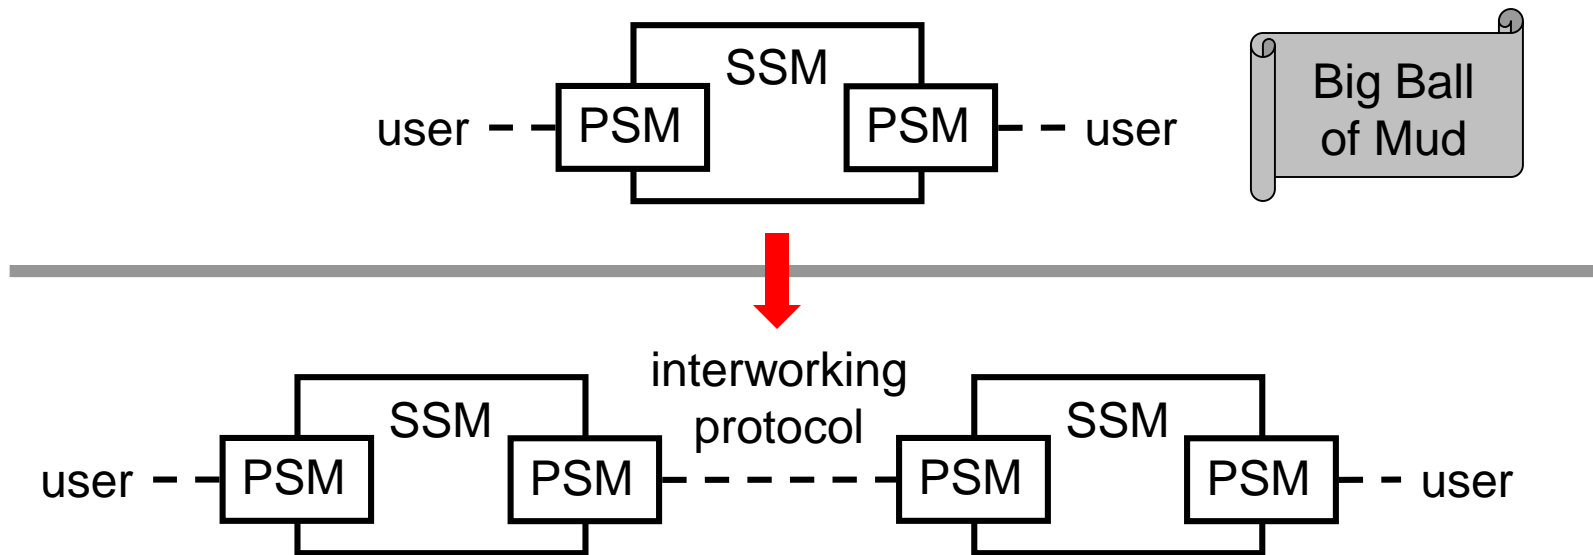 SSM
user PSM PSM user
Big Ball
of Mud
interworking
protocol
SSM SSM
user PSM PSM PSM PSM user